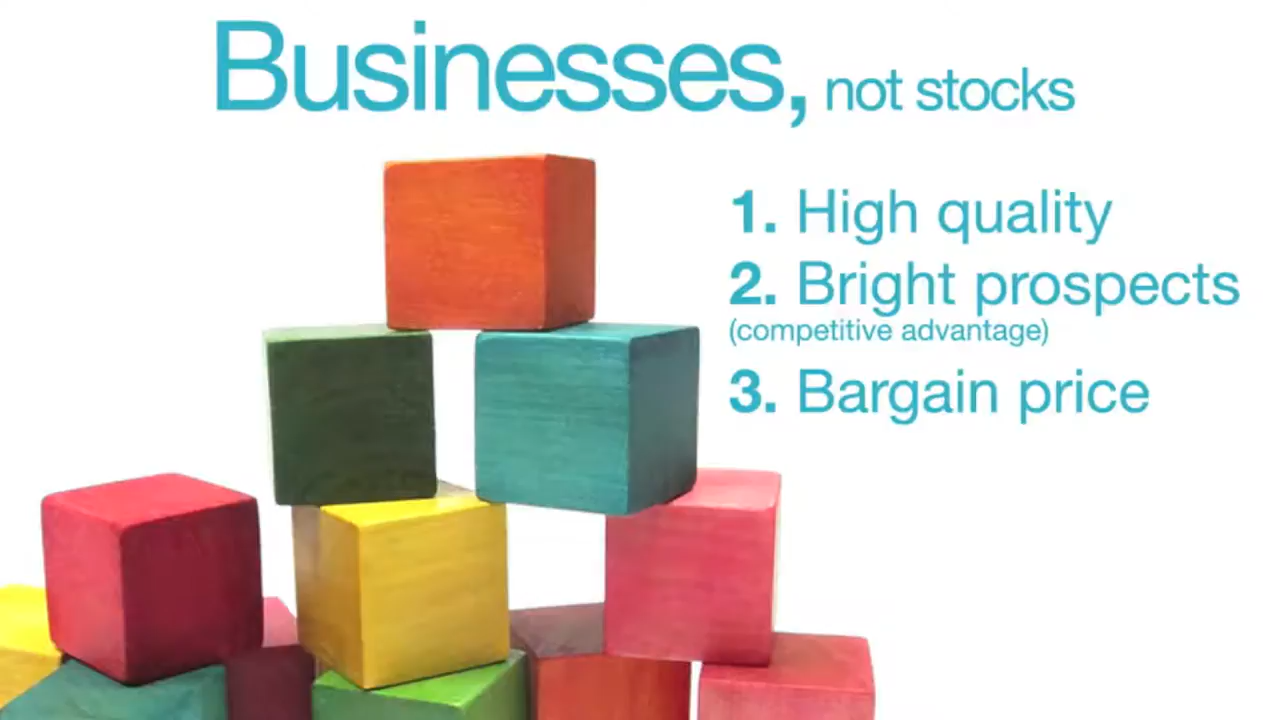 Businesses, not stocks
1. High quality
2. Bright prospects
(competitive advantage)
3. Bargain price